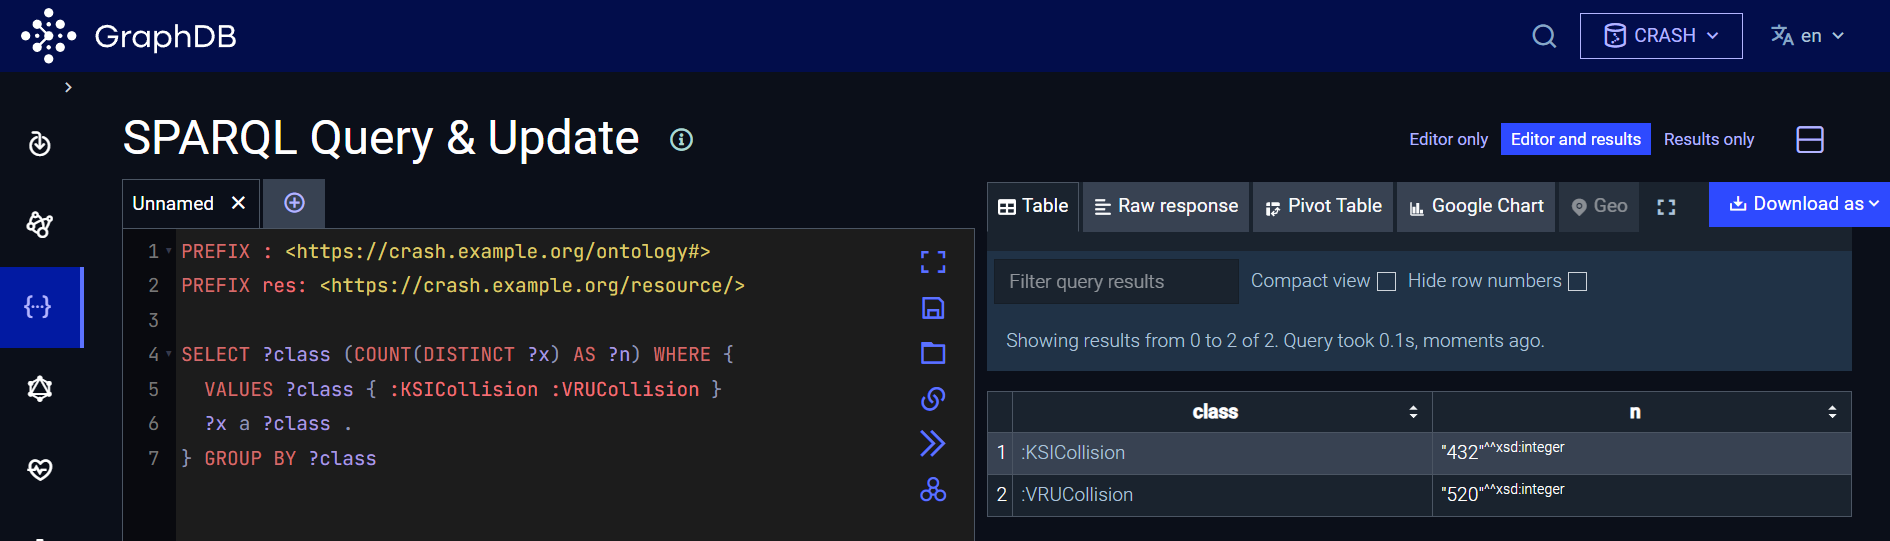 GraphDB
CRASH
en
SPARQL Query & Update
Editor only
Editor and results
Results only
Unnamed
1 PREFIX : <https://crash.example.org/ontology#>
2 PREFIX res: <https://crash.example.org/resource/>
3
4 SELECT ?class (COUNT(DISTINCT ?x) AS ?n) WHERE {
5 VALUES ?class { :KSICollision :VRUCollision }
6 ?x a ?class .
7 } GROUP BY ?class
Table
Raw response
Pivot Table
Google Chart
Geo
Download as
Filter query results
Compact view
Hide row numbers
Showing results from 0 to 2 of 2. Query took 0.1s, moments ago.
class n
1 :KSICollision "432"^^xsd:integer
2 :VRUCollision "520"^^xsd:integer